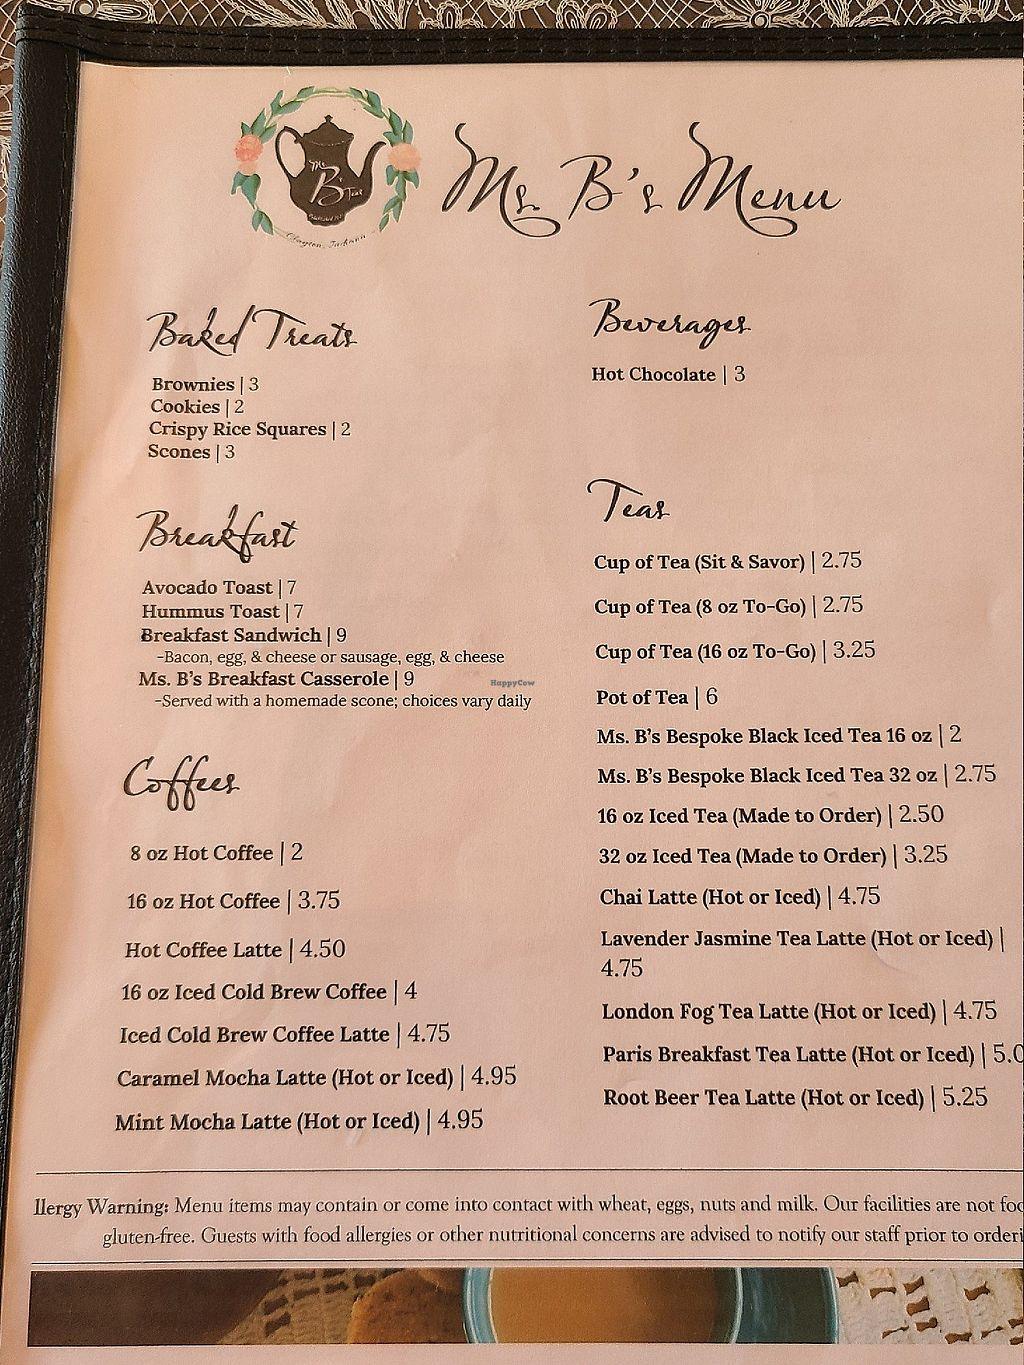 Ms. B's Teas
Clayton, Indiana
Ms. B's Menu
Baked Treats
Brownies | 3
Cookies | 2
Crispy Rice Squares | 2
Scones | 3
Breakfast
Avocado Toast | 7
Hummus Toast | 7
Breakfast Sandwich | 9
-Bacon, egg, & cheese or sausage, egg, & cheese
Ms. B's Breakfast Casserole | 9
-Served with a homemade scone; choices vary daily
HappyCow
Coffees
8 oz Hot Coffee | 2
16 oz Hot Coffee | 3.75
Hot Coffee Latte | 4.50
16 oz Iced Cold Brew Coffee | 4
Iced Cold Brew Coffee Latte | 4.75
Caramel Mocha Latte (Hot or Iced) | 4.95
Mint Mocha Latte (Hot or Iced) | 4.95
Beverages
Hot Chocolate | 3
Teas
Cup of Tea (Sit & Savor) | 2.75
Cup of Tea (8 oz To-Go) | 2.75
Cup of Tea (16 oz To-Go) | 3.25
Pot of Tea | 6
Ms. B's Bespoke Black Iced Tea 16 oz | 2
Ms. B's Bespoke Black Iced Tea 32 oz | 2.75
16 oz Iced Tea (Made to Order) | 2.50
32 oz Iced Tea (Made to Order) | 3.25
Chai Latte (Hot or Iced) | 4.75
Lavender Jasmine Tea Latte (Hot or Iced) |
4.75
London Fog Tea Latte (Hot or Iced) | 4.75
Paris Breakfast Tea Latte (Hot or Iced) | 5.0
Root Beer Tea Latte (Hot or Iced) | 5.25
llergy Warning: Menu items may contain or come into contact with wheat, eggs, nuts and milk. Our facilities are not foo
gluten-free. Guests with food allergies or other nutritional concerns are advised to notify our staff prior to orderi